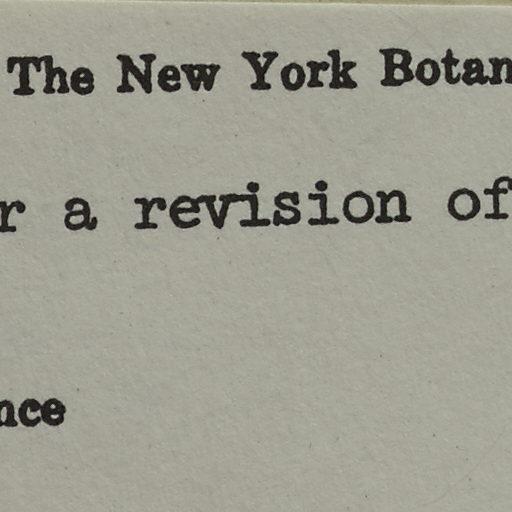 The New York Botan
r a revision of
nce